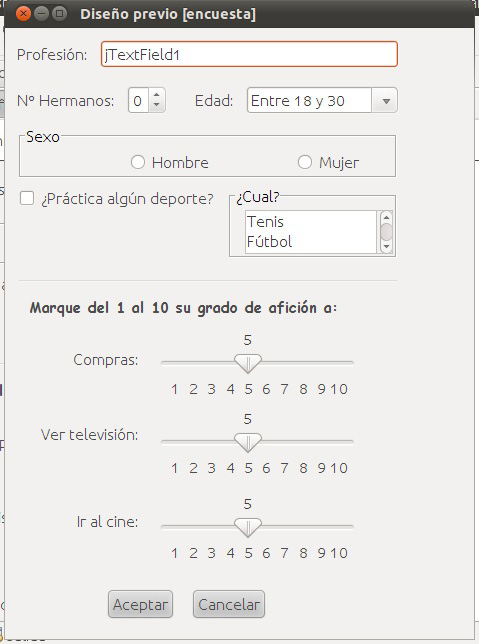 Diseño previo [encuesta]
Profesión: jTextField1
Nº Hermanos: 0 Edad: Entre 18 y 30
Sexo
Hombre Mujer
¿Práctica algún deporte? ¿Cual?
Tenis
Fútbol
Marque del 1 al 10 su grado de afición a:
5
Compras:
1 2 3 4 5 6 7 8 9 10
5
Ver televisión:
1 2 3 4 5 6 7 8 9 10
5
Ir al cine:
1 2 3 4 5 6 7 8 9 10
Aceptar Cancelar